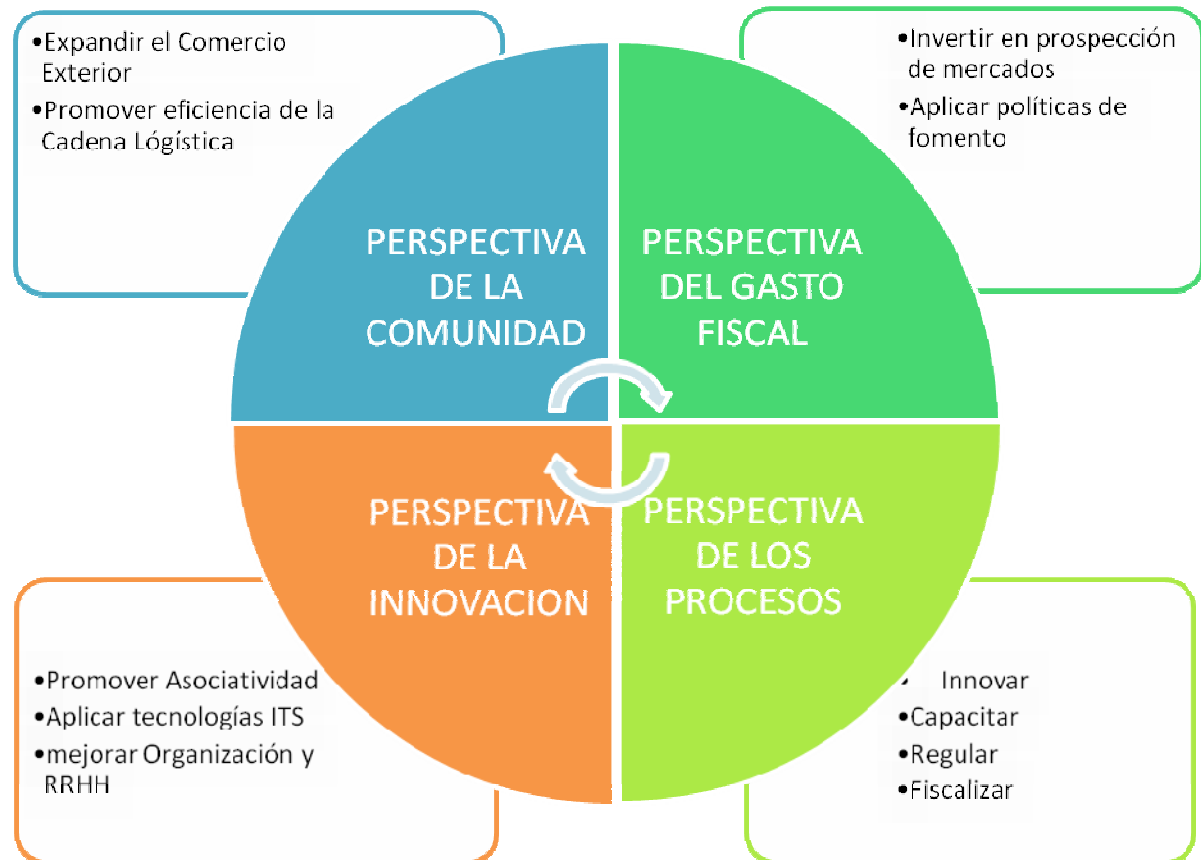 •Expandir el Comercio
Exterior
•Promover eficiencia de la
Cadena Lógística
•Invertir en prospección
de mercados
•Aplicar políticas de
fomento
PERSPECTIVA
DE LA
COMUNIDAD
PERSPECTIVA
DEL GASTO
FISCAL
PERSPECTIVA
DE LA
INNOVACION
PERSPECTIVA
DE LOS
PROCESOS
•Promover Asociatividad
•Aplicar tecnologías ITS
•mejorar Organización y
RRHH
• Innovar
•Capacitar
•Regular
•Fiscalizar